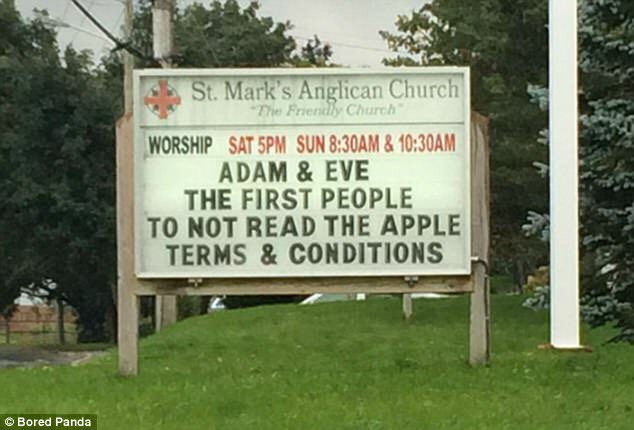 St. Mark's Anglican Church
"The Friendly Church"
WORSHIP SAT 5PM SUN 8:30AM & 10:30AM
ADAM & EVE
THE FIRST PEOPLE
TO NOT READ THE APPLE
TERMS & CONDITIONS
© Bored Panda